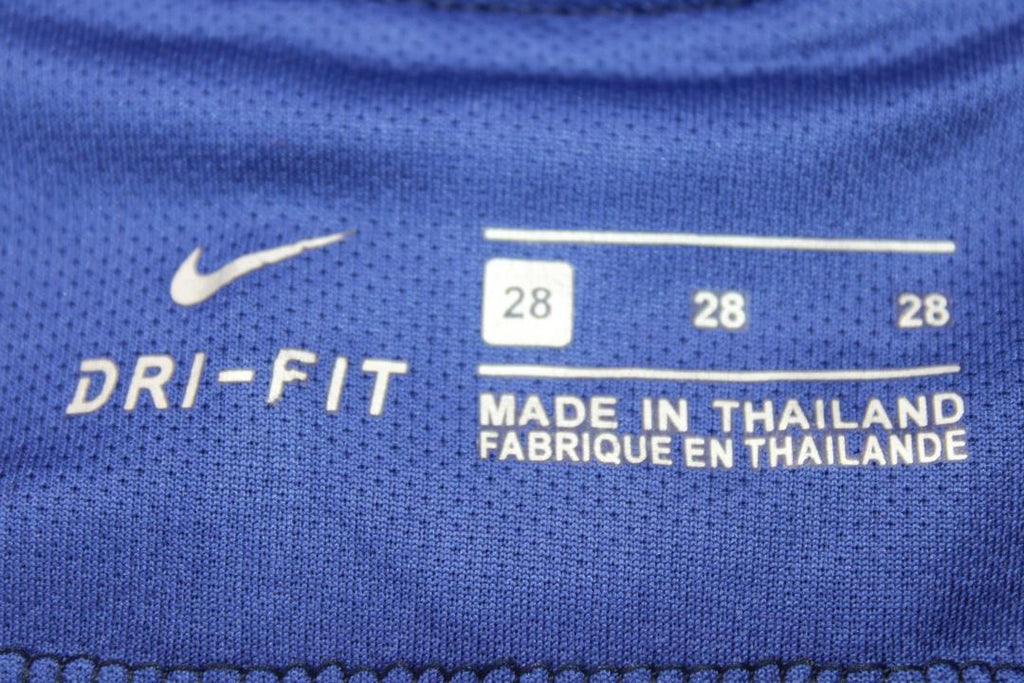 DRI-FIT
28 28 28
MADE IN THAILAND
FABRIQUE EN THAILANDE